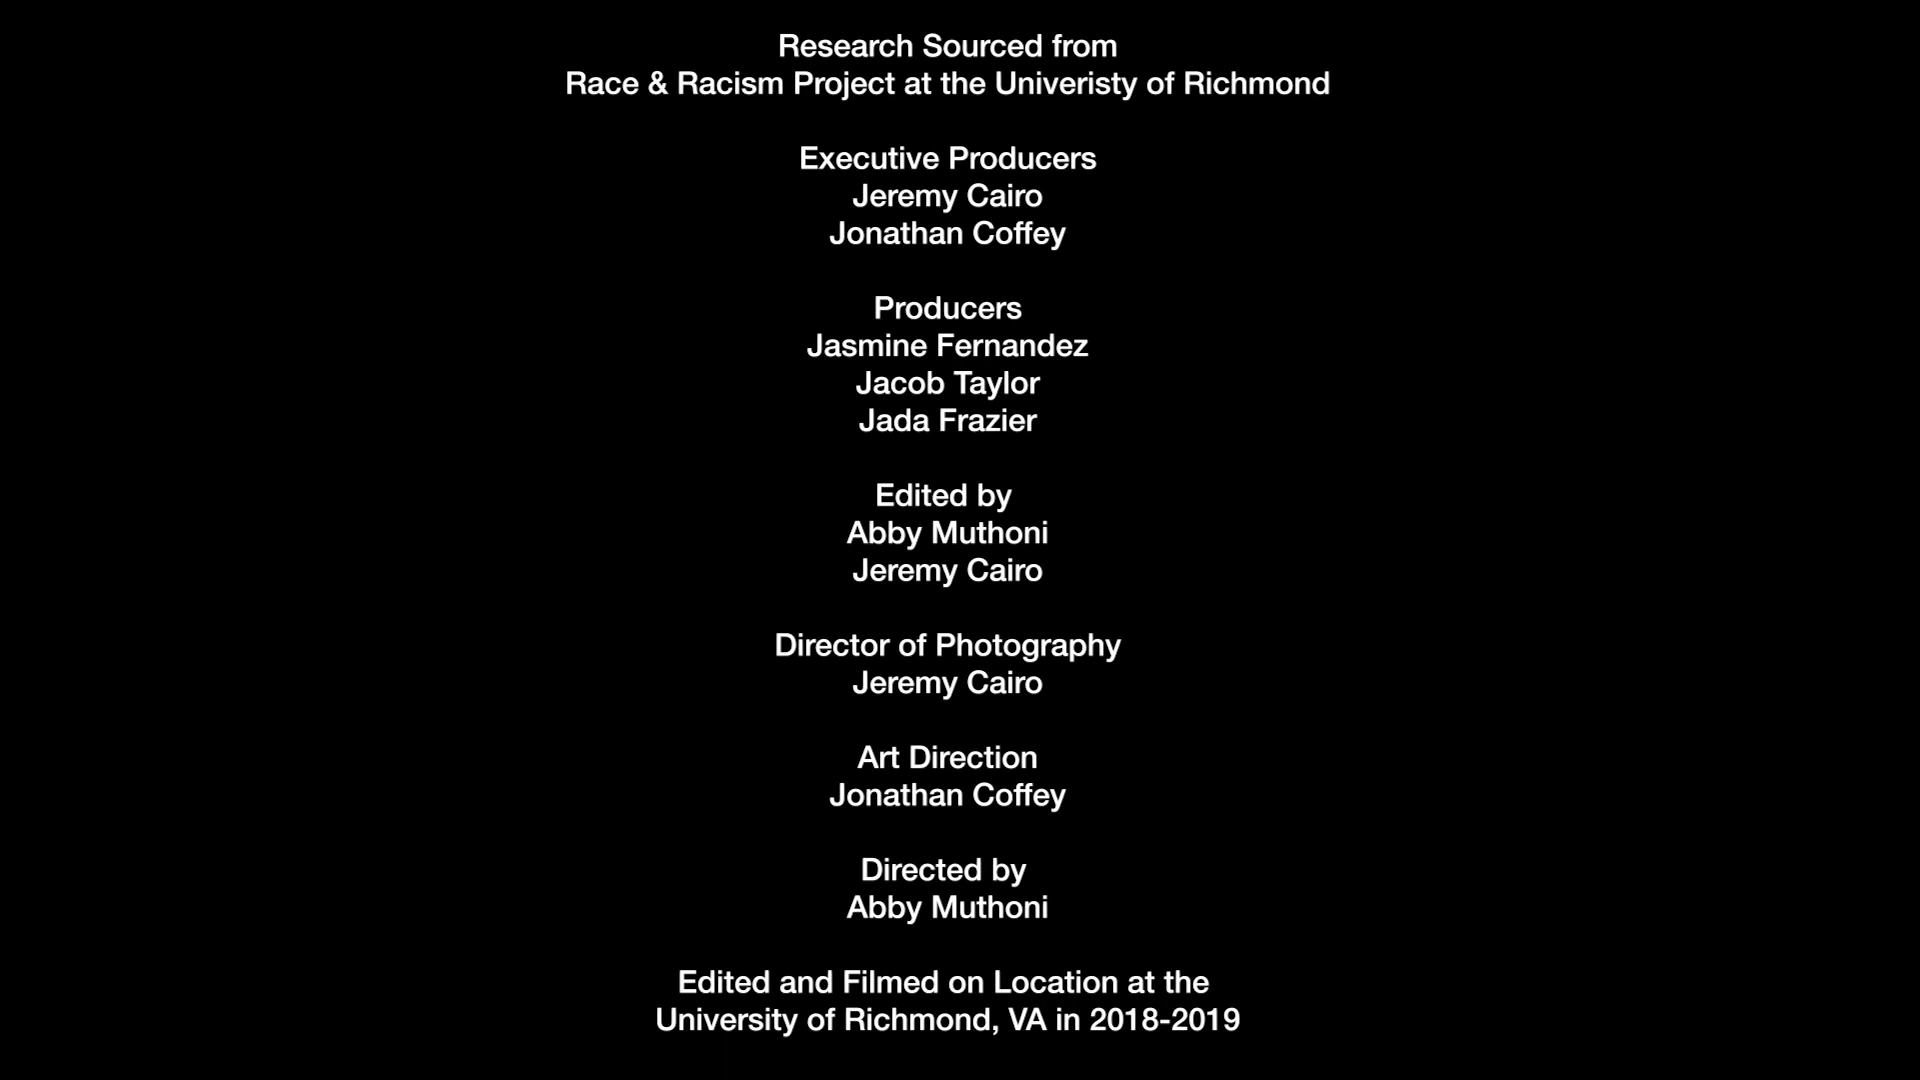 Research Sourced from
Race & Racism Project at the Univeristy of Richmond
Executive Producers
Jeremy Cairo
Jonathan Coffey
Producers
Jasmine Fernandez
Jacob Taylor
Jada Frazier
Edited by
Abby Muthoni
Jeremy Cairo
Director of Photography
Jeremy Cairo
Art Direction
Jonathan Coffey
Directed by
Abby Muthoni
Edited and Filmed on Location at the
University of Richmond, VA in 2018-2019